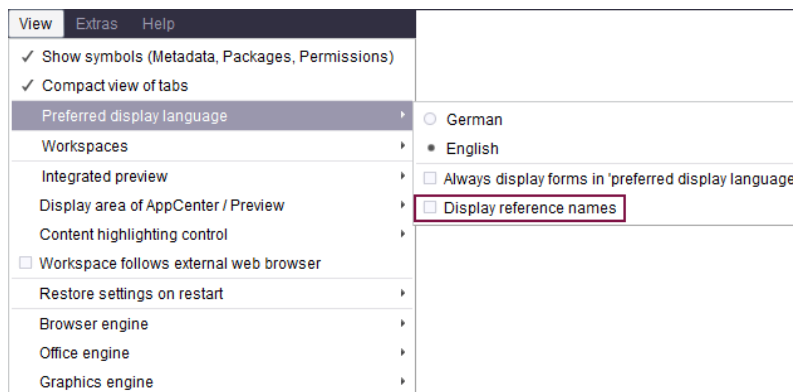 View Extras Help
Show symbols (Metadata, Packages, Permissions)
Compact view of tabs
Preferred display language
Workspaces
Integrated preview
Display area of AppCenter / Preview
Content highlighting control
Workspace follows external web browser
Restore settings on restart
Browser engine
Office engine
Graphics engine
German
English
Always display forms in 'preferred display language
Display reference names